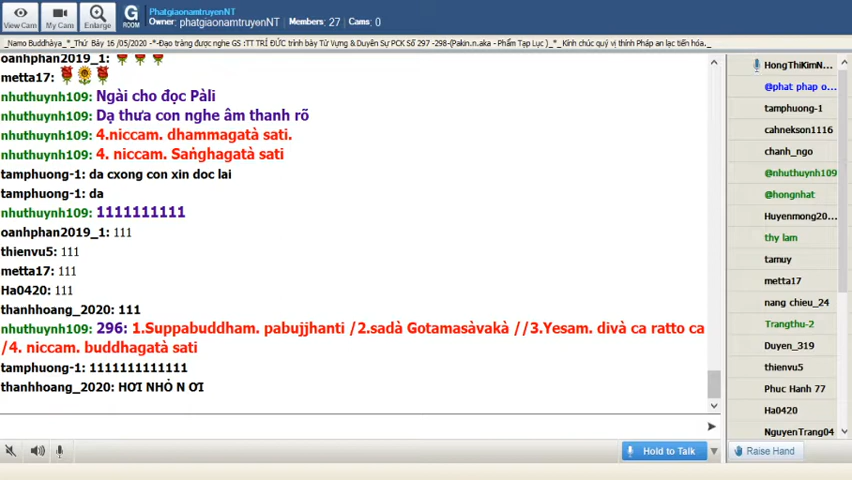 View Cam
My Cam
Enlarge
G
ROOM
PhatgiaonamtruyenNT
Owner: phatgiaonamtruyenNT Members: 27 Cams: 0
_Namo Buddhàya_*_Thứ Bảy 16 /05/2020 -*-Đạo tràng được nghe GS :TT TRÍ ĐỨC trình bày Từ Vựng & Duyên Sự PCK Số 297 -298-(Pakin.n.aka - Phẩm Tạp Lục )_*_ Kính chúc quý vị thính Pháp an lạc tiến hóa._
oanhphan2019_1:
metta17:
nhuthuynh109: Ngài cho đọc Pàli
nhuthuynh109: Dạ thưa con nghe âm thanh rõ
nhuthuynh109: 4.niccam. dhammagatà sati.
nhuthuynh109: 4. niccam. Saṅghagatà sati
tamphuong-1: da cxong con xin doc lai
tamphuong-1: da
nhuthuynh109: 1111111111
oanhphan2019_1: 111
thienvu5: 111
metta17: 111
Ha0420: 111
thanhhoang_2020: 111
nhuthuynh109: 296: 1.Suppabuddham. pabujjhanti /2.sadà Gotamasàvakà //3.Yesam. divà ca ratto ca
/4. niccam. buddhagatà sati
tamphuong-1: 1111111111111
thanhhoang_2020: HƠI NHỎ N ƠI
HongThiKimN...
@phat phap o...
tamphuong-1
cahnekson1116
chanh_ngo
@nhuthuynh109
@hongnhat
Huyenmong20...
thy lam
tamuy
metta17
nang chieu_24
Trangthu-2
Duyen_319
thienvu5
Phuc Hanh 77
Ha0420
NguyenTrang04
Hold to Talk
Raise Hand